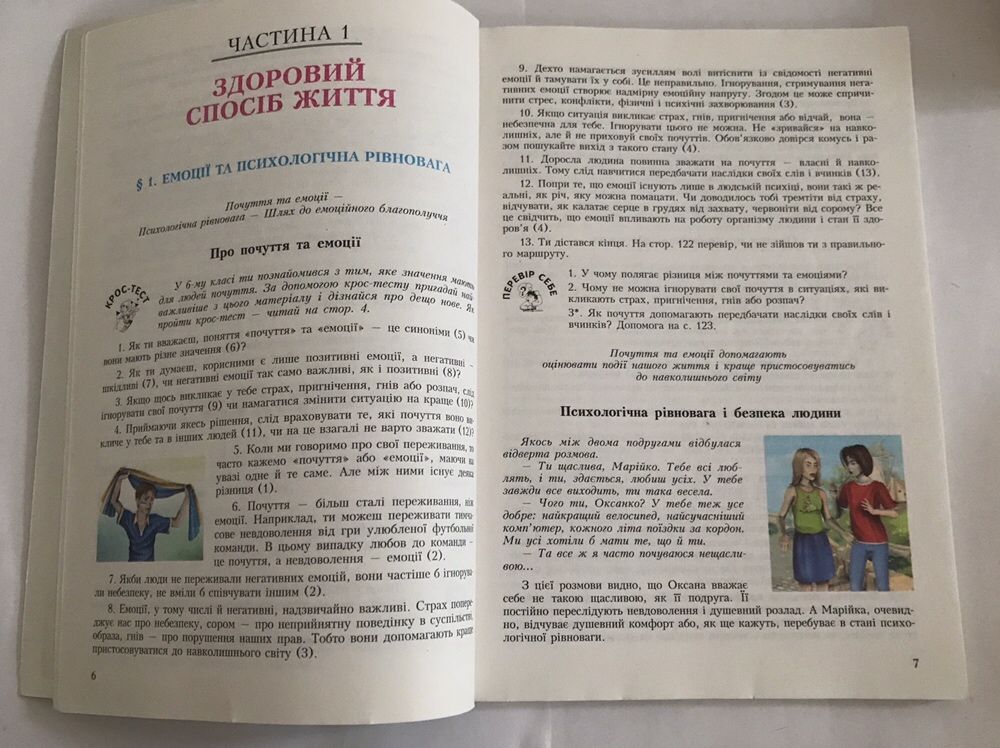 ЧАСТИНА 1
ЗДОРОВИЙ
СПОСІБ ЖИТТЯ
§ 1. ЕМОЦІЇ ТА ПСИХОЛОГІЧНА РІВНОВАГА
Почуття та емоції —
Психологічна рівновага — Шлях до емоційного благополуччя
Про почуття та емоції
КРОС-ТЕСТ
У 6-му класі ти познайомився з тим, яке значення мають
для людей почуття. За допомогою крос-тесту пригадай най
важливіше з цього матеріалу і дізнайся про дещо нове. Як
пройти крос-тест — читай на стор. 4.
1. Як ти вважаєш, поняття «почуття» та «емоції» — це синоніми (5) чи
вони мають різне значення (6)?
2. Як ти думаєш, корисними є лише позитивні емоції, а негативні –
шкідливі (7), чи негативні емоції так само важливі, як і позитивні (8)?
3. Якщо щось викликає у тебе страх, пригнічення, гнів або розпач, слід
ігнорувати свої почуття (9) чи намагатися змінити ситуацію на краще (10)?
4. Приймаючи якесь рішення, слід враховувати те, які почуття воно ви
кличе у тебе та в інших людей (11), чи на це взагалі не варто зважати (12)?
5. Коли ми говоримо про свої переживання, то
часто кажемо «почуття» або «емоції», маючи на
увазі одне й те саме. Але між ними існує деяка
різниця (1).
6. Почуття — більш сталі переживання, ніж
емоції. Наприклад, ти можеш переживати тимча-
сове невдоволення від гри улюбленої футбольної
команди. В цьому випадку любов до команди –
це почуття, а невдоволення — емоції (2).
7. Якби люди не переживали негативних емоцій, вони частіше б ігнорува
ли небезпеку, не вміли б співчувати іншим (2).
8. Емоції, у тому числі й негативні, надзвичайно важливі. Страх попере-
джує нас про небезпеку, сором — про неприйнятну поведінку в суспільстві,
образа, гнів — про порушення наших прав. Тобто вони допомагають краще
пристосовуватися до навколишнього світу (3).
6
9. Дехто намагається зусиллям волі витіснити із свідомості негативні
емоції й тамувати їх у собі. Це неправильно. Ігнорування, стримування нега-
тивних емоції створює надмірну емоційну напругу. Згодом це може спричи-
нити стрес, конфлікти, фізичні і психічні захворювання (3).
10. Якщо ситуація викликає страх, гнів, пригнічення або відчай, вона —
небезпечна для тебе. Ігнорувати цього не можна. Не «зривайся» на навко-
лишніх, але й не приховуй своїх почуттів. Обов'язково довірся комусь і ра-
зом пошукайте вихід з такого стану (4).
11. Доросла людина повинна зважати на почуття — власні й навко-
лишніх. Тому слід навчитися передбачати наслідки своїх слів і вчинків (13).
12. Попри те, що емоції існують лише в людській психіці, вони такі ж ре-
альні, як річ, яку можна помацати. Чи доводилось тобі тремтіти від страху,
відчувати, як калатає серце в грудях від захвату, червоніти від сорому? Все
це свідчить, що емоції впливають на роботу організму людини і стан її здо-
ров'я (4).
13. Ти дістався кінця. На стор. 122 перевір, чи не зійшов ти з правильно-
го маршруту.
ПЕРЕВІР СЕБЕ
1. У чому полягає різниця між почуттями та емоціями?
2. Чому не можна ігнорувати свої почуття в ситуаціях, які ви-
кликають страх, пригнічення, гнів або розпач?
3*. Як почуття допомагають передбачати наслідки своїх слів і
вчинків? Допомога на с. 123.
Почуття та емоції допомагають
оцінювати події нашого життя і краще пристосовуватись
до навколишнього світу
Психологічна рівновага і безпека людини
Якось між двома подругами відбулася
відверта розмова.
— Ти щаслива, Марійко. Тебе всі люб-
лять, і ти, здається, любиш усіх. У тебе
завжди все виходить, ти така весела.
— Чого ти, Оксанко? У тебе теж усе
добре: найкращий велосипед, найсучасніший
комп'ютер, кожного літа поїздки за кордон.
Ми усі хотіли б мати те, що й ти.
— Та все ж я часто почуваюся нещасли-
вою...
З цієї розмови видно, що Оксана вважає
себе не такою щасливою, як її подруга. Її
постійно переслідують невдоволення і душевний розлад. А Марійка, очевид-
но, відчуває душевний комфорт або, як ще кажуть, перебуває в стані психо-
логічної рівноваги.
7